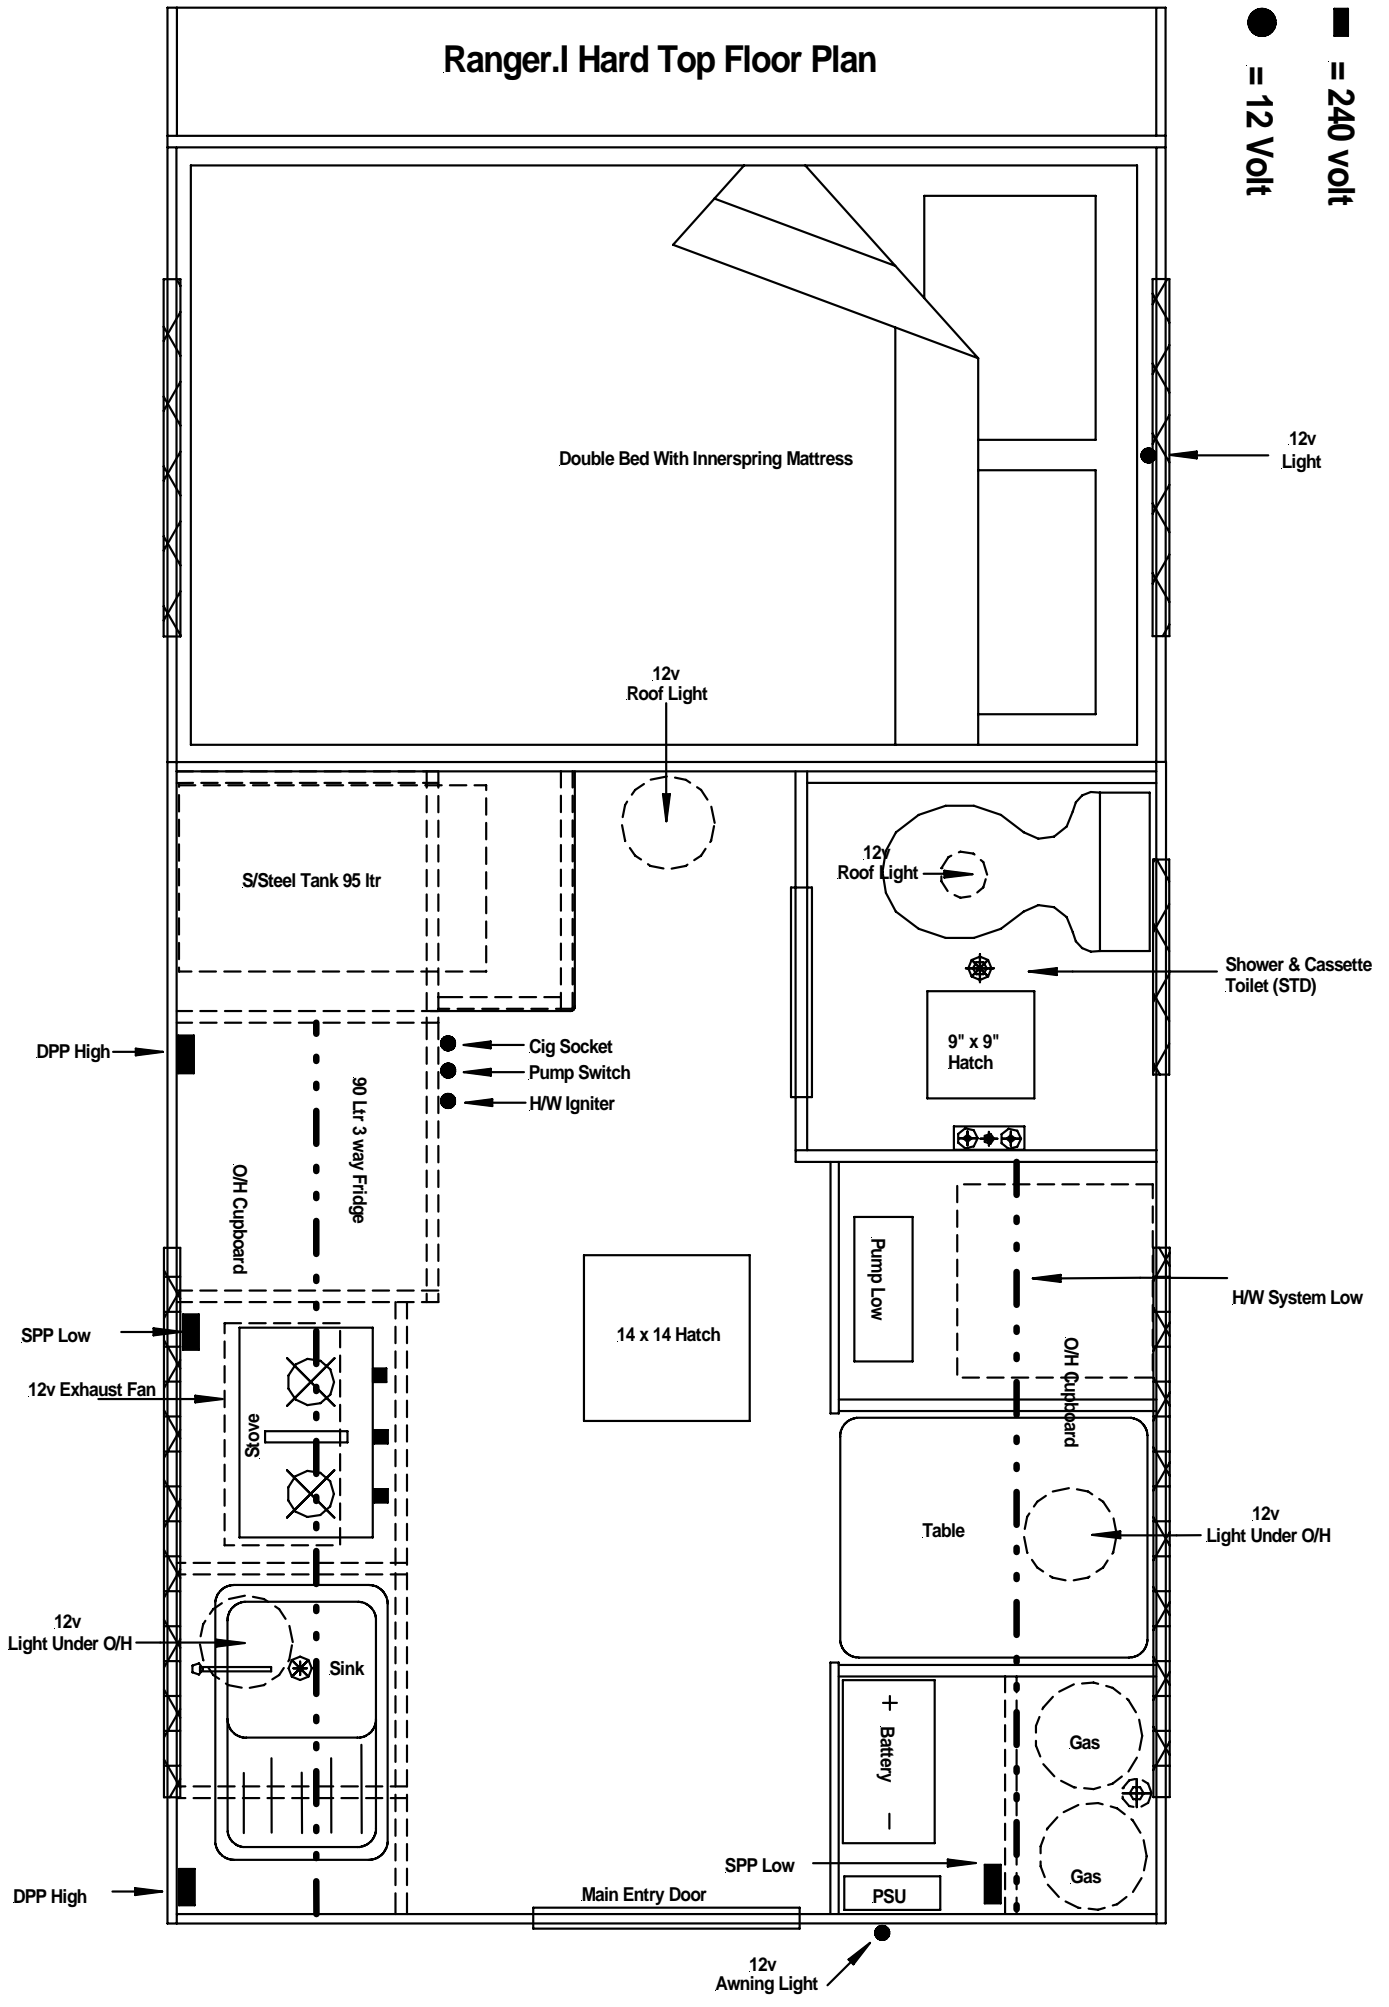 Ranger.I Hard Top Floor Plan
= 240 volt
= 12 Volt
Double Bed With Innerspring Mattress
12v
Light
12v
Roof Light
S/Steel Tank 95 ltr
12v
Roof Light
Shower & Cassette
Toilet (STD)
9" x 9"
Hatch
DPP High
Cig Socket
Pump Switch
H/W Igniter
90 Ltr 3 way Fridge
O/H Cupboard
Pump Low
H/W System Low
SPP Low
14 x 14 Hatch
O/H Cupboard
12v Exhaust Fan
Stove
Table
12v
Light Under O/H
12v
Light Under O/H
Sink
+ Battery –
Gas
Gas
SPP Low
DPP High
Main Entry Door
PSU
12v
Awning Light